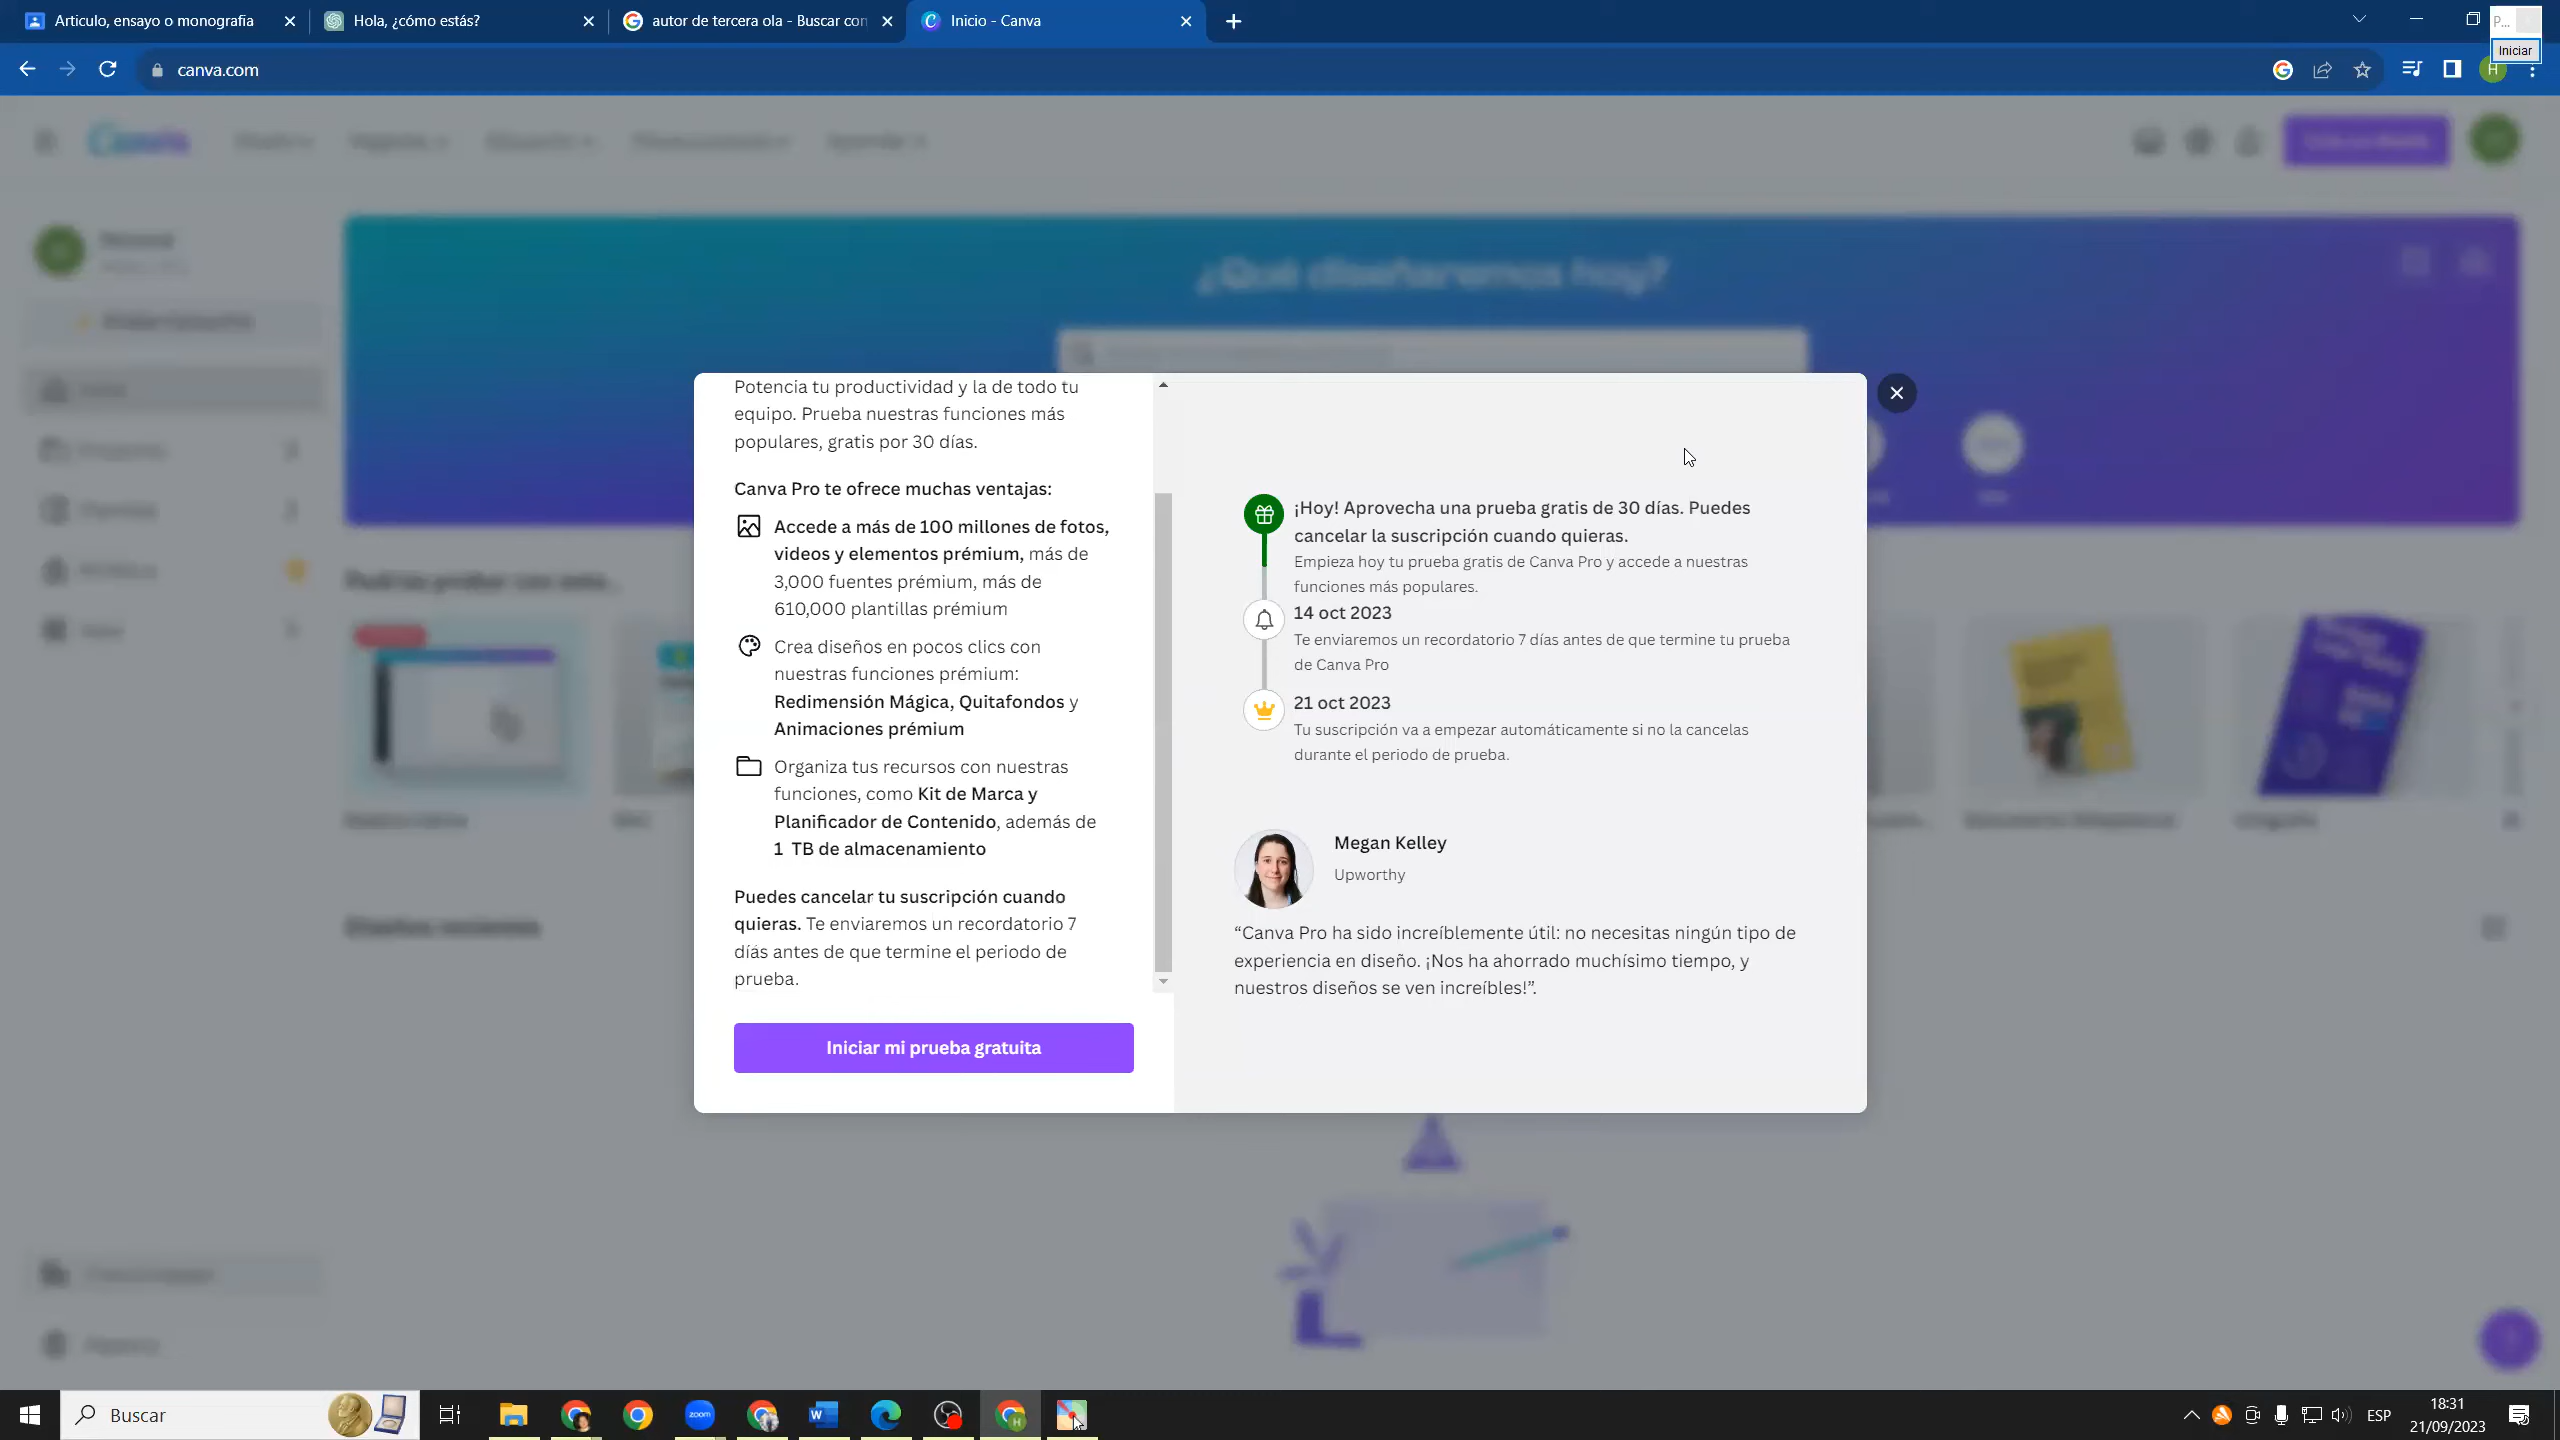 Articulo, ensayo o monografia
Hola, ¿cómo estás?
autor de tercera ola - Buscar con
Inicio - Canva
P...
Iniciar
canva.com
H
¿Qué diseñaremos hoy?
Potencia tu productividad y la de todo tu
equipo. Prueba nuestras funciones más
populares, gratis por 30 días.
Canva Pro te ofrece muchas ventajas:
Accede a más de 100 millones de fotos,
videos y elementos prémium, más de
3,000 fuentes prémium, más de
610,000 plantillas prémium
Crea diseños en pocos clics con
nuestras funciones prémium:
Redimensión Mágica, Quitafondos y
Animaciones prémium
Organiza tus recursos con nuestras
funciones, como Kit de Marca y
Planificador de Contenido, además de
1 TB de almacenamiento
Puedes cancelar tu suscripción cuando
quieras. Te enviaremos un recordatorio 7
días antes de que termine el periodo de
prueba.
Iniciar mi prueba gratuita
¡Hoy! Aprovecha una prueba gratis de 30 días. Puedes
cancelar la suscripción cuando quieras.
Empieza hoy tu prueba gratis de Canva Pro y accede a nuestras
funciones más populares.
14 oct 2023
Te enviaremos un recordatorio 7 días antes de que termine tu prueba
de Canva Pro
21 oct 2023
Tu suscripción va a empezar automáticamente si no la cancelas
durante el periodo de prueba.
Megan Kelley
Upworthy
“Canva Pro ha sido increíblemente útil: no necesitas ningún tipo de
experiencia en diseño. ¡Nos ha ahorrado muchísimo tiempo, y
nuestros diseños se ven increíbles!”.
Buscar
zoom
ESP
18:31
21/09/2023